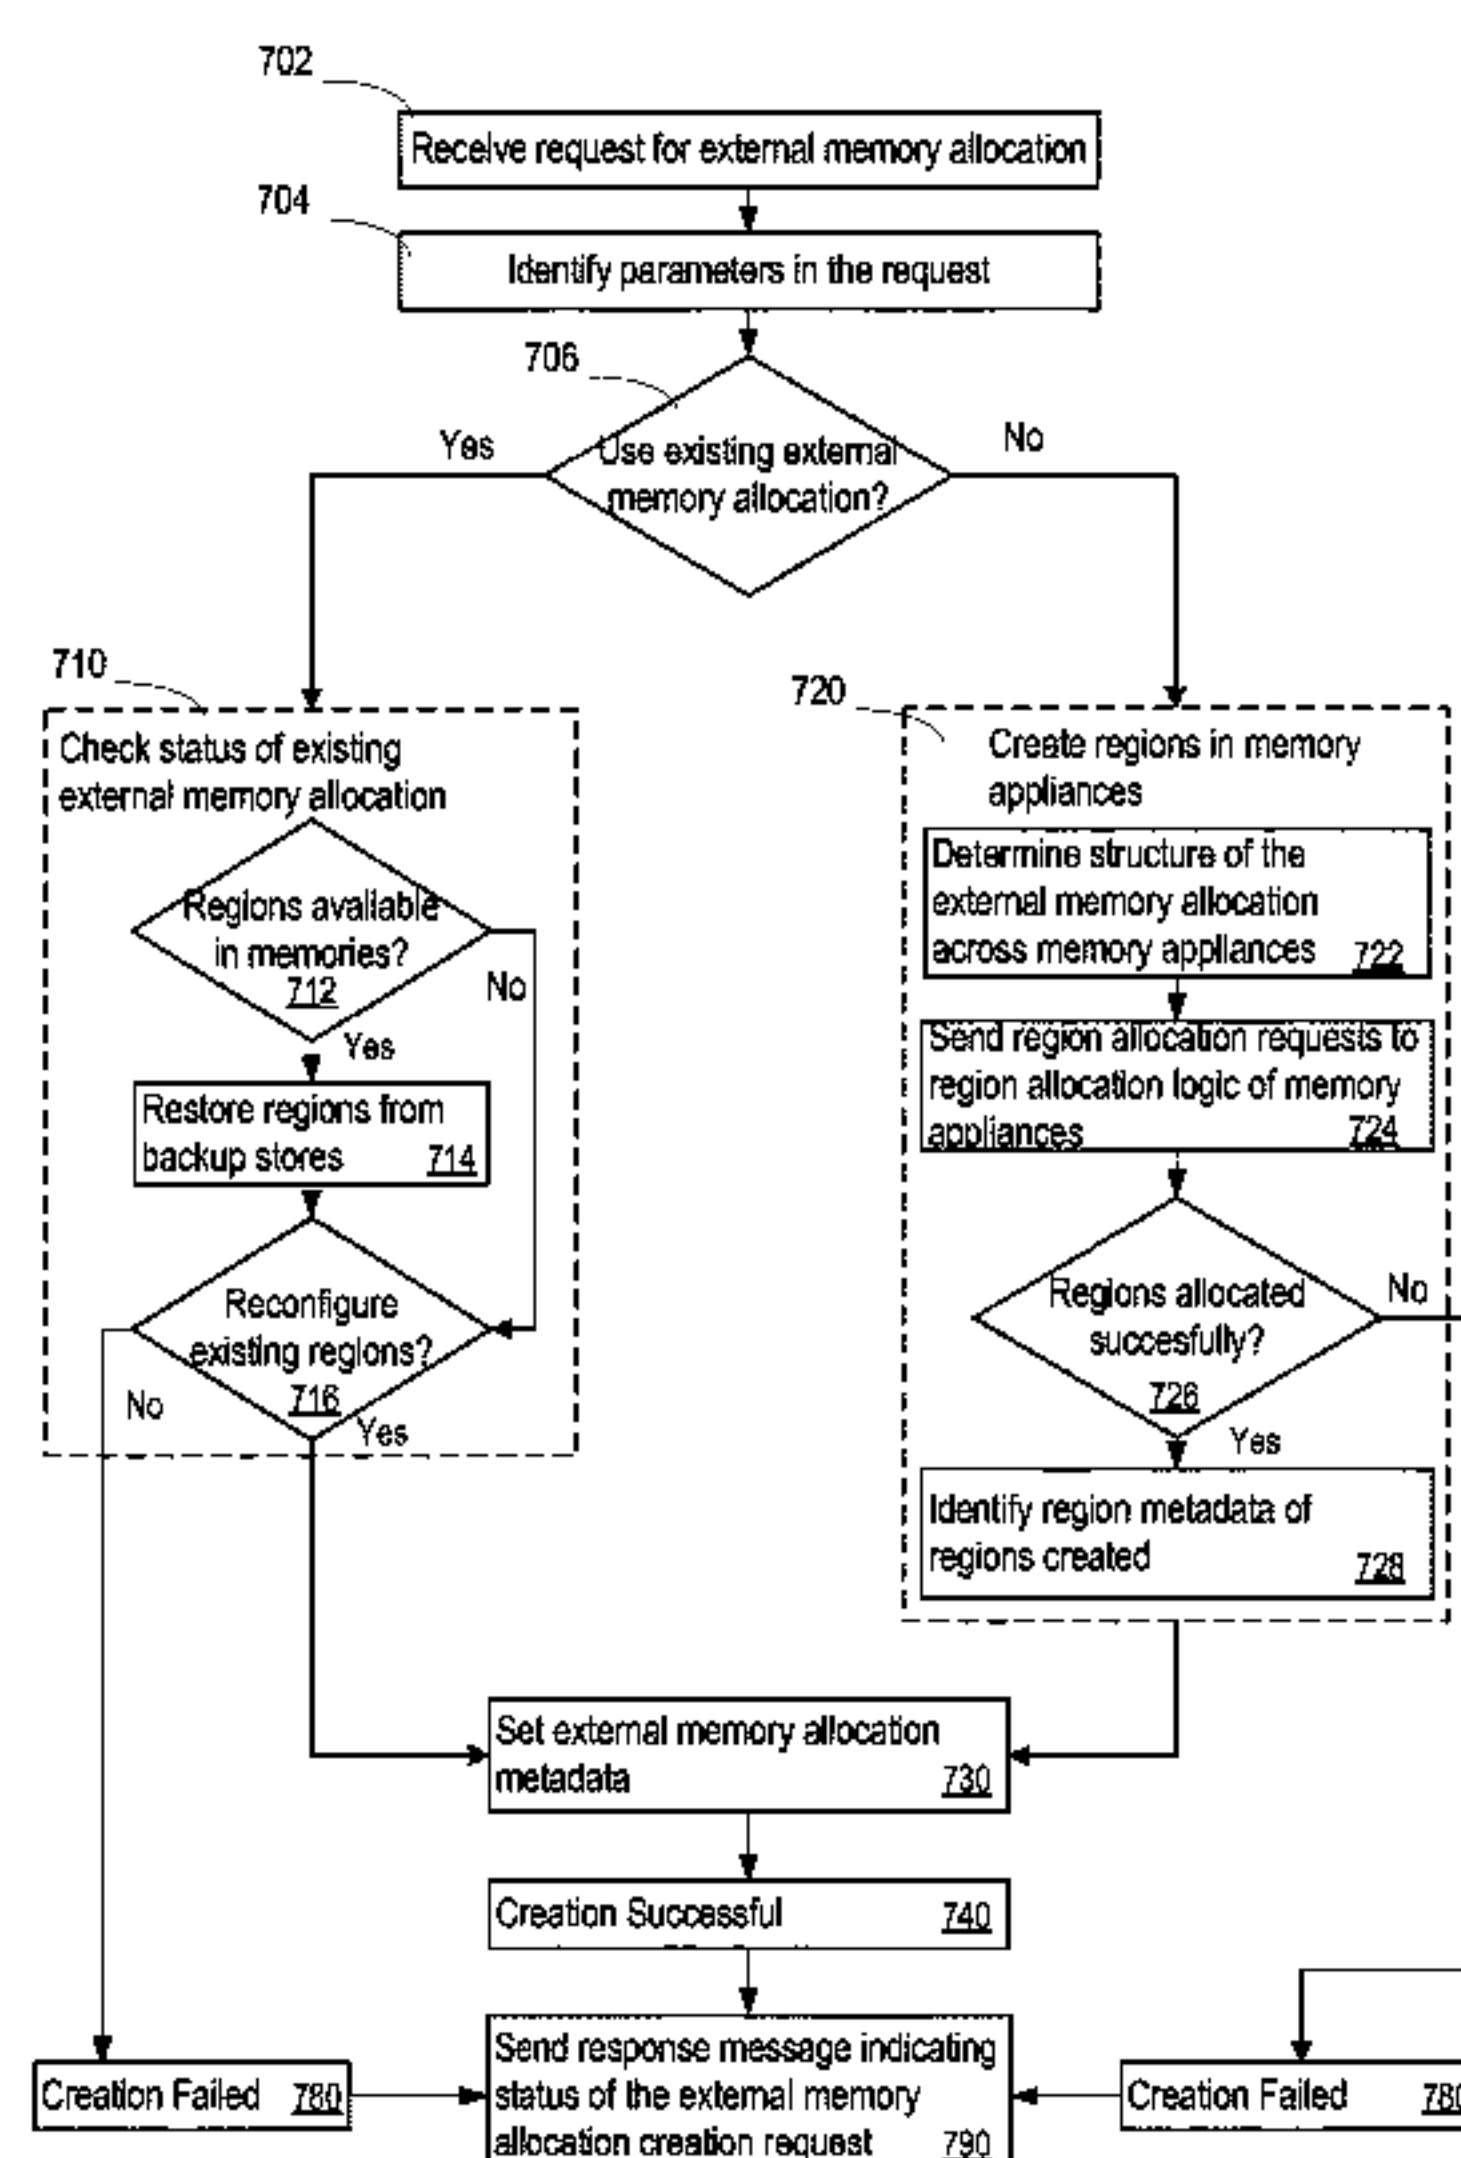 702
Receive request for external memory allocation
704
Identify parameters in the request
706
Use existing external
memory allocation?
Yes
No
710
Check status of existing
external memory allocation
Regions available
in memories?
712
No
Yes
Restore regions from
backup stores 714
Reconfigure
existing regions?
716
No
Yes
720
Create regions in memory
appliances
Determine structure of the
external memory allocation
across memory appliances 722
Send region allocation requests to
region allocation logic of memory
appliances 724
Regions allocated
succesfully?
726
No
Yes
Identify region metadata of
regions created 728
Set external memory allocation
metadata 730
Creation Successful 740
Send response message indicating
status of the external memory
allocation creation request 790
Creation Failed 780
Creation Failed 780